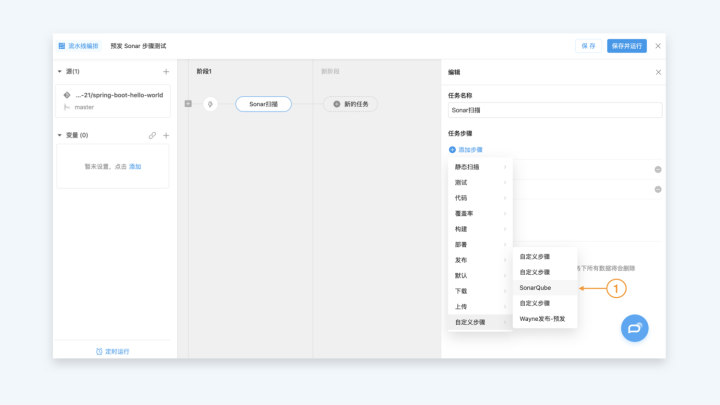 流水线编排
预发 Sonar 步骤测试
保存
保存并运行
源(1)
...-21/spring-boot-hello-world
master
变量 (0)
暂未设置，点击 添加
定时运行
阶段1
新阶段
Sonar扫描
新的任务
编辑
任务名称
Sonar扫描
任务步骤
添加步骤
静态扫描
测试
代码
覆盖率
构建
部署
发布
默认
下载
上传
自定义步骤
自定义步骤
自定义步骤
SonarQube
自定义步骤
Wayne发布-预发
下所有数据将会删除
1